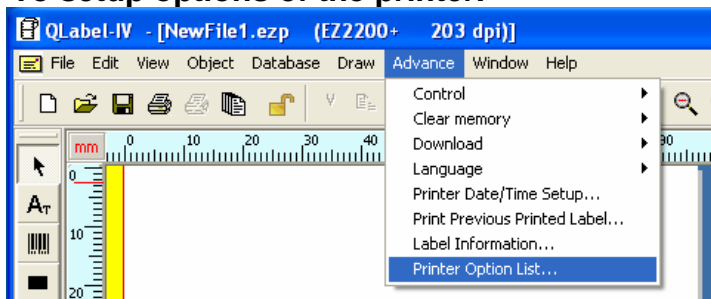 To setup options of the printer:
QLabel-IV - [NewFile1.ezp (EZ2200+ 203 dpi)]
File Edit View Object Database Draw Advance Window Help
Control
Clear memory
Download
Language
Printer Date/Time Setup...
Print Previous Printed Label...
Label Information...
Printer Option List...
mm 0 10 20 30 40 90
0
AT
10
20